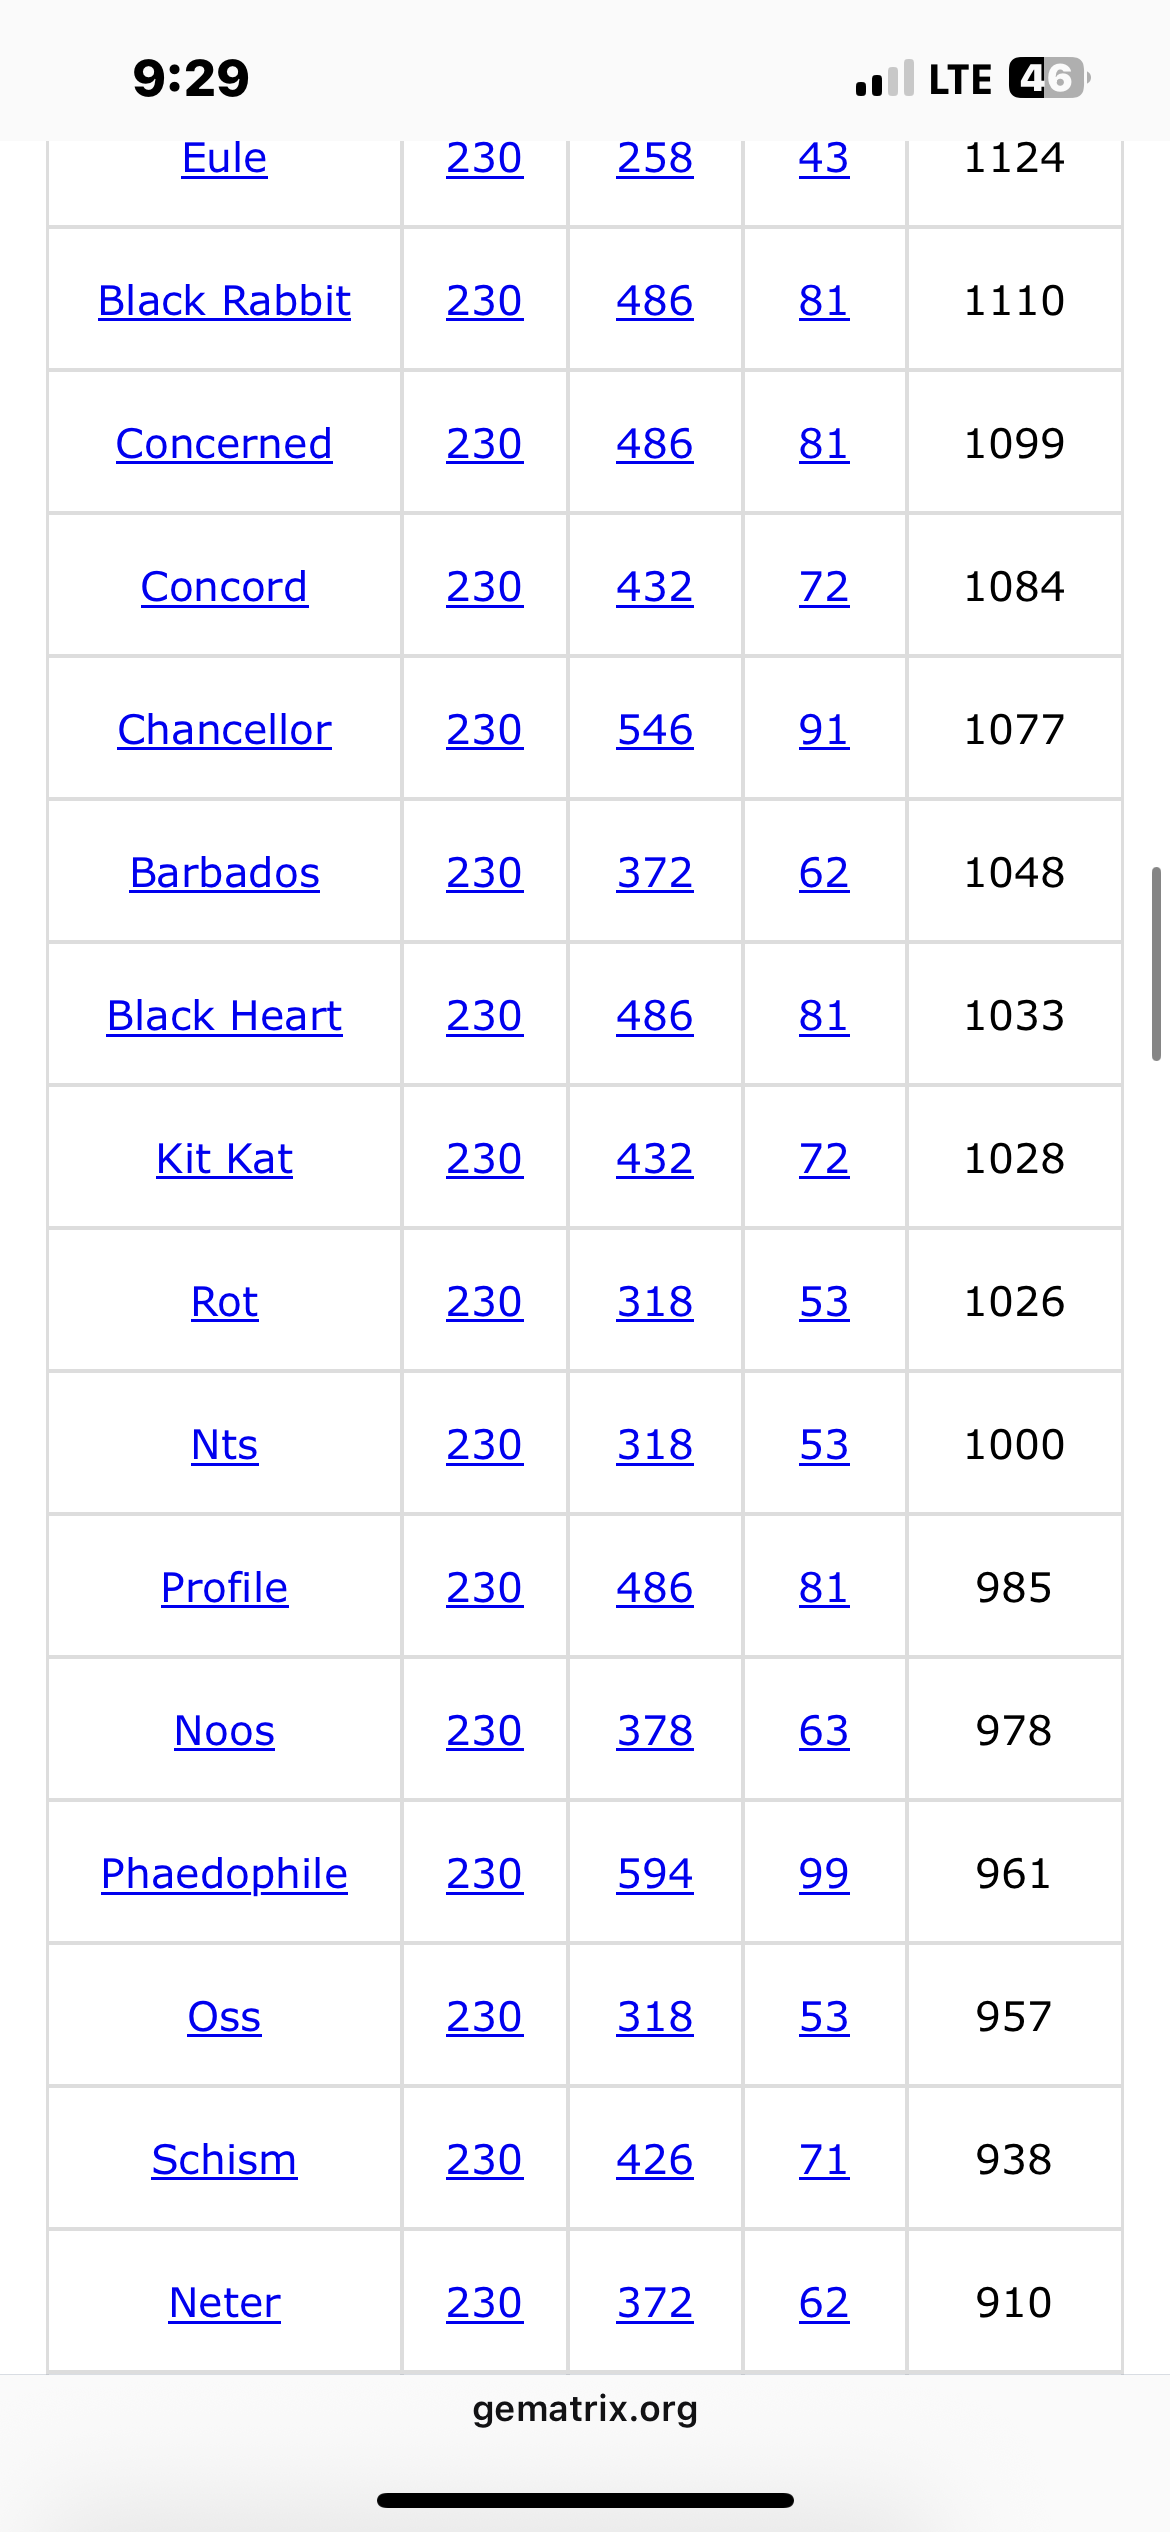 9:29 LTE 46
Eule 230 258 43 1124
Black Rabbit 230 486 81 1110
Concerned 230 486 81 1099
Concord 230 432 72 1084
Chancellor 230 546 91 1077
Barbados 230 372 62 1048
Black Heart 230 486 81 1033
Kit Kat 230 432 72 1028
Rot 230 318 53 1026
Nts 230 318 53 1000
Profile 230 486 81 985
Noos 230 378 63 978
Phaedophile 230 594 99 961
Oss 230 318 53 957
Schism 230 426 71 938
Neter 230 372 62 910
gematrix.org